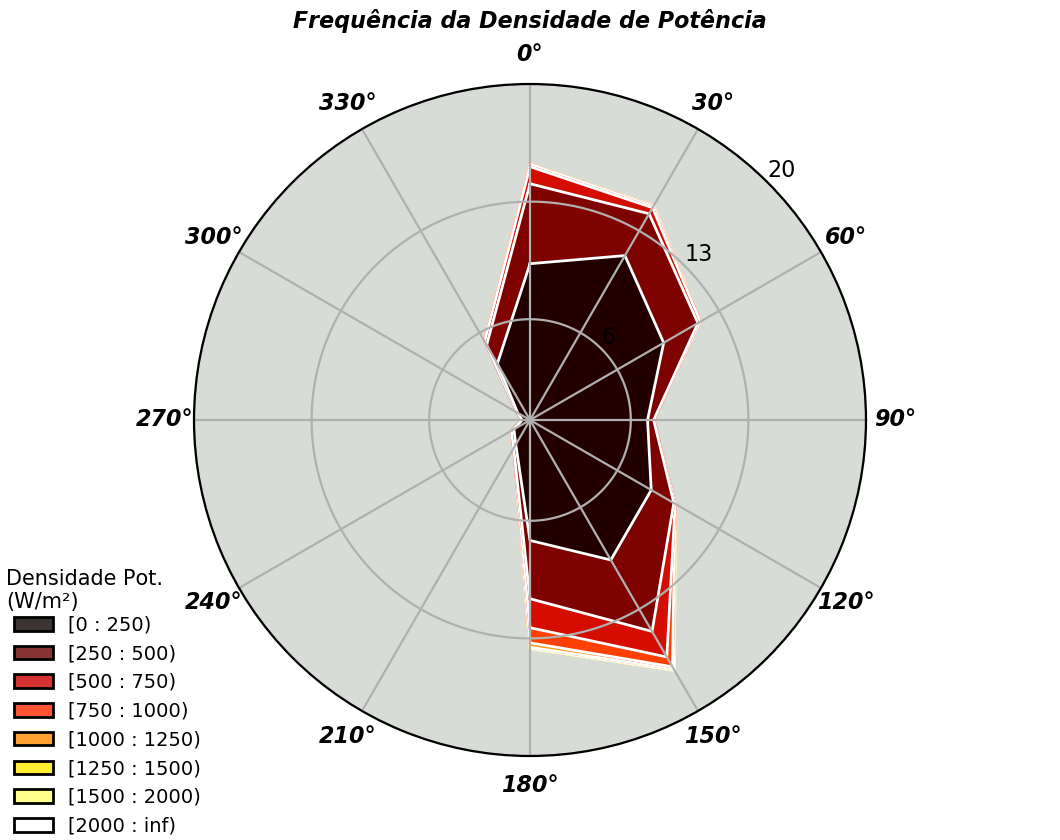 Frequência da Densidade de Potência
0°
30°
60°
90°
120°
150°
180°
210°
240°
270°
300°
330°
6
13
20
Densidade Pot.
(W/m²)
[0 : 250)
[250 : 500)
[500 : 750)
[750 : 1000)
[1000 : 1250)
[1250 : 1500)
[1500 : 2000)
[2000 : inf)